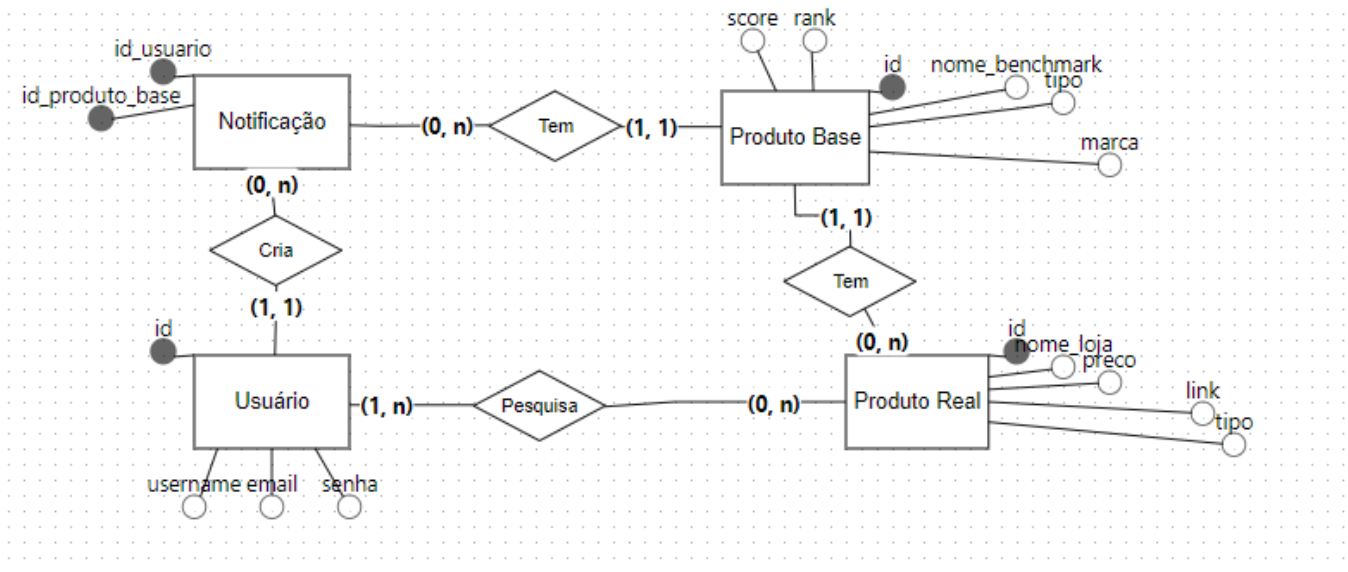 score rank
id_usuario
id
nome_benchmark
tipo
id_produto_base
Notificação
(0, n)
Tem
(1, 1)
Produto Base
marca
(0, n)
(1, 1)
Cria
Tem
(1, 1)
id
(0, n)
id
nome_loja
preco
Usuário
(1, n)
Pesquisa
(0, n)
Produto Real
link
tipo
username email senha